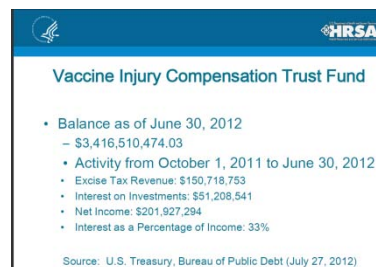 HRSA
Vaccine Injury Compensation Trust Fund
• Balance as of June 30, 2012
– $3,416,510,474.03
• Activity from October 1, 2011 to June 30, 2012
• Excise Tax Revenue: $150,718,753
• Interest on Investments: $51,208,541
• Net Income: $201,927,294
• Interest as a Percentage of Income: 33%
Source: U.S. Treasury, Bureau of Public Debt (July 27, 2012)